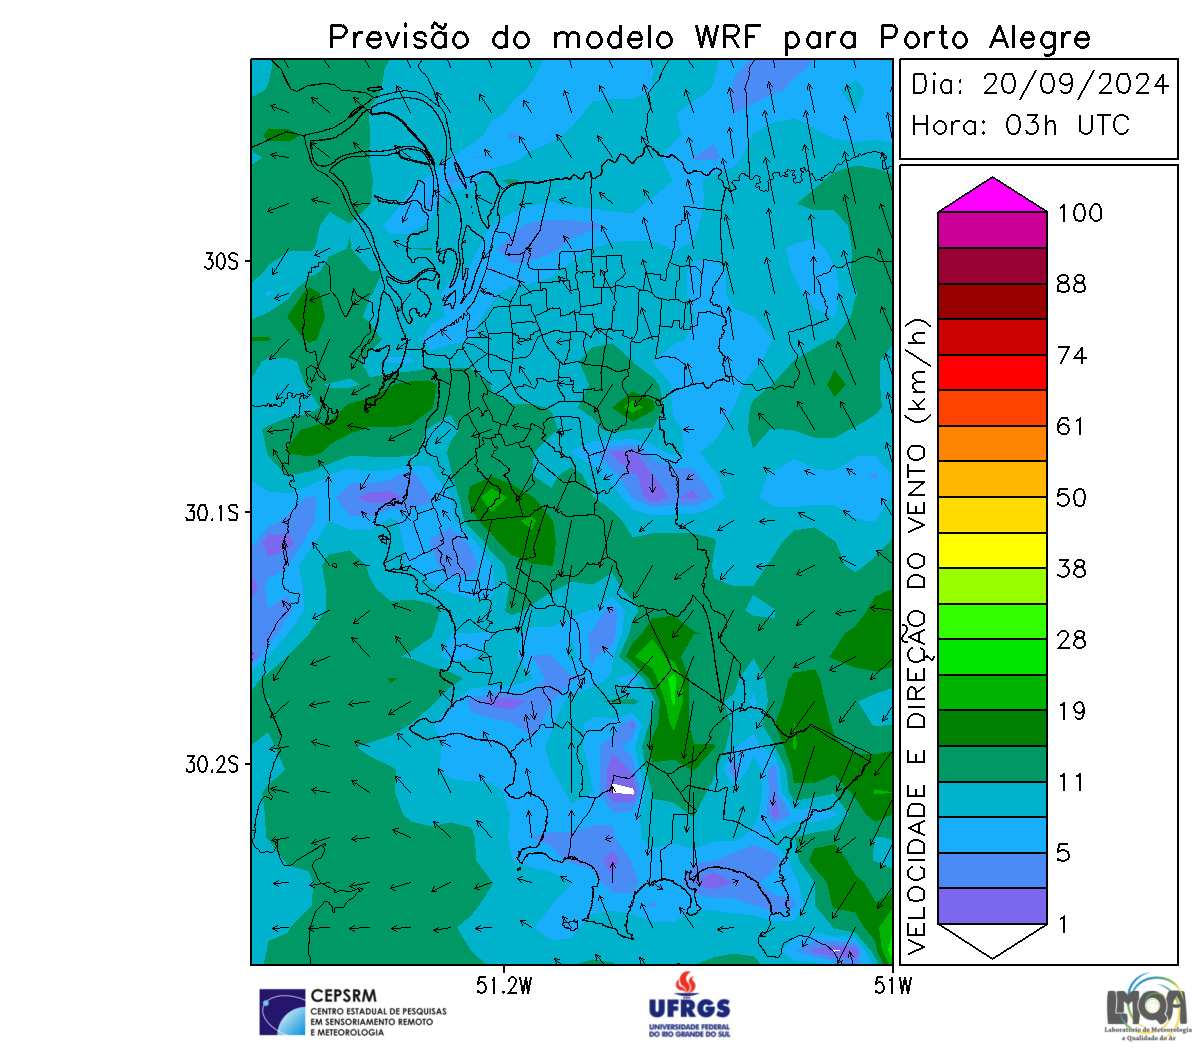 Previsão do modelo WRF para Porto Alegre
Dia: 20/09/2024
Hora: 03h UTC
30S
30.1S
30.2S
51.2W
51W
VELOCIDADE E DIREÇÃO DO VENTO (km/h)
100
88
74
61
50
38
28
19
11
5
1
CEPSRM
CENTRO ESTADUAL DE PESQUISAS
EM SENSORIAMENTO REMOTO
E METEOROLOGIA
UFRGS
UNIVERSIDADE FEDERAL
DO RIO GRANDE DO SUL
LMQA
Laboratório de Meteorologia
e Qualidade do Ar